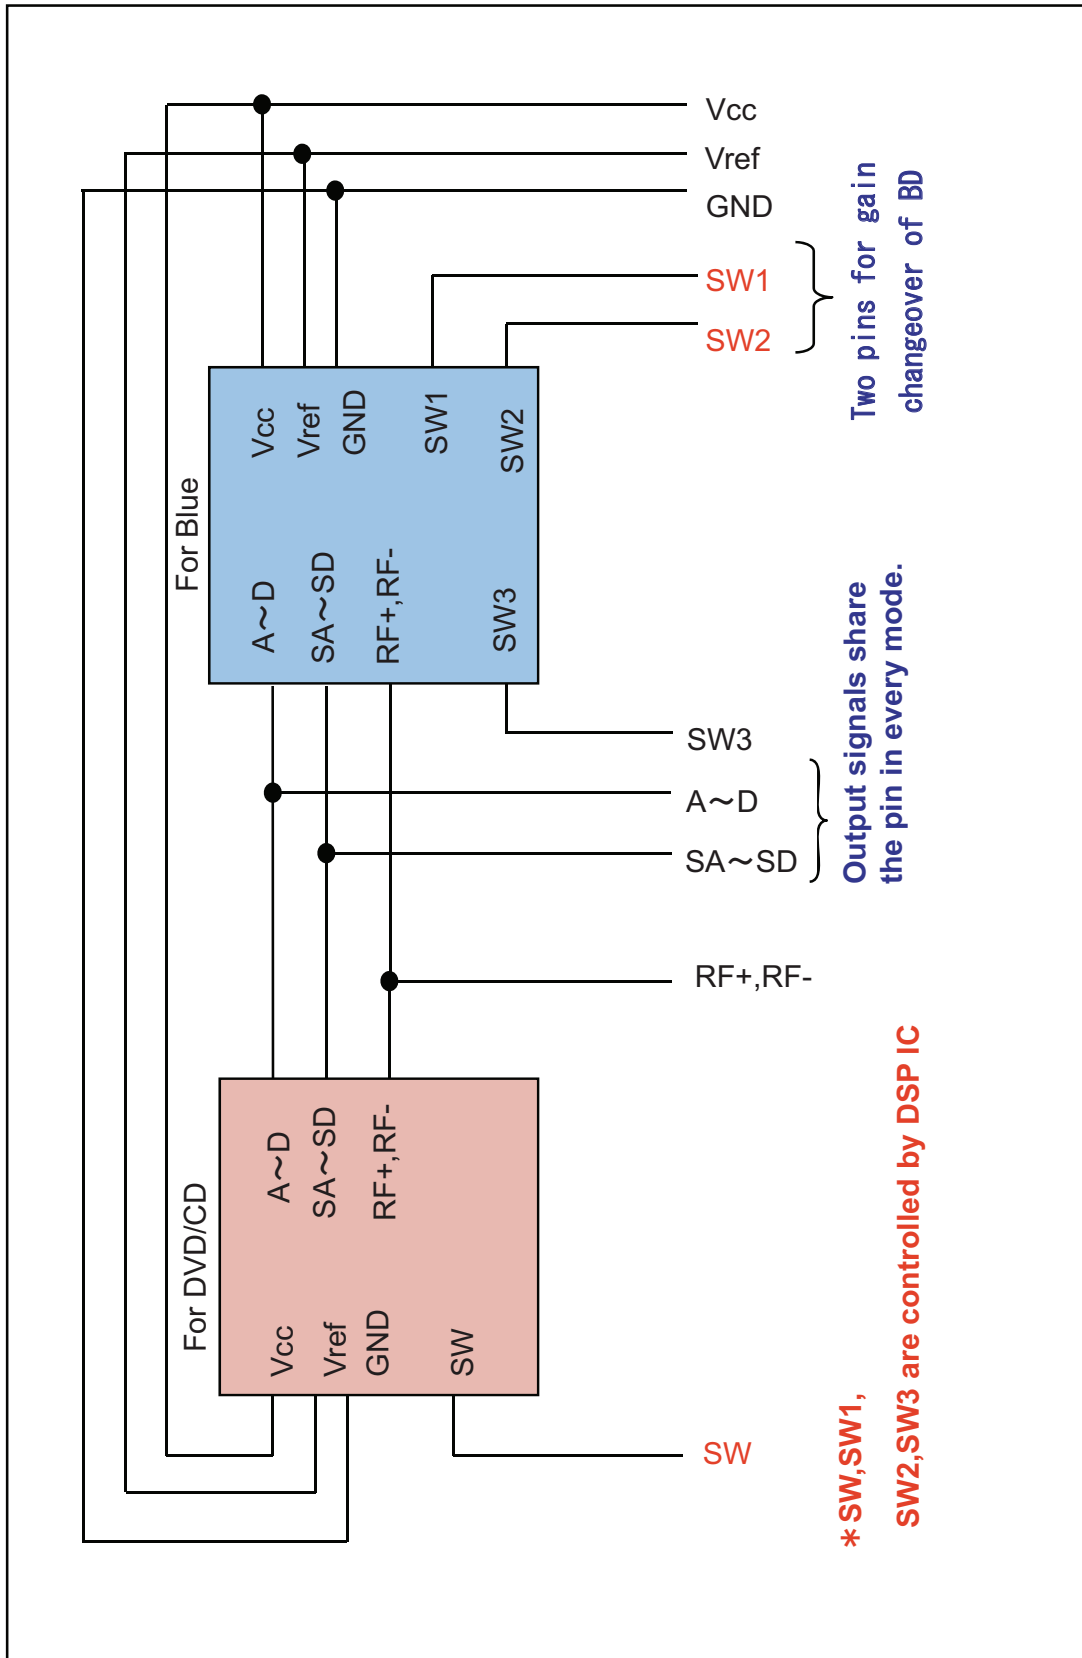 Vcc
Vref
GND
SW1
SW2
Two pins for gain
changeover of BD
For Blue
Vcc
Vref
GND
SW1
SW2
A～D
SA～SD
RF+,RF-
SW3
SW3
A～D
SA～SD
Output signals share
the pin in every mode.
RF+,RF-
For DVD/CD
A～D
SA～SD
RF+,RF-
Vcc
Vref
GND
SW
SW
*SW,SW1,
SW2,SW3 are controlled by DSP IC